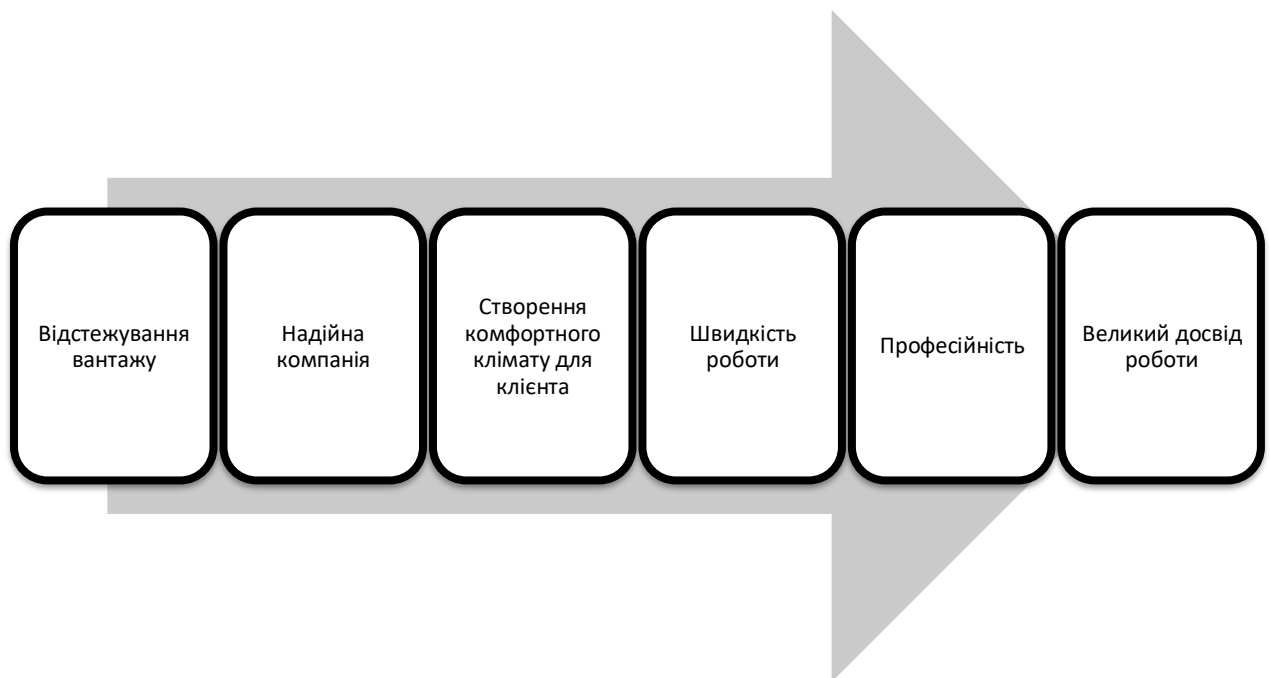 Відстежування
вантажу
Надійна
компанія
Створення
комфортного
клімату для
клієнта
Швидкість
роботи
Професійність
Великий досвід
роботи